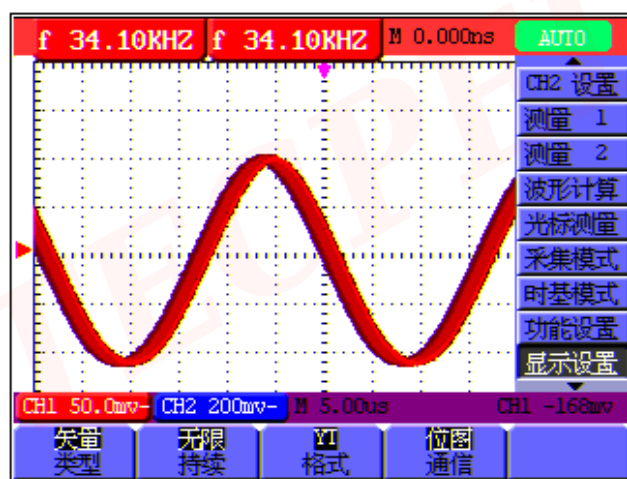 f 34.10KHZ f 34.10KHZ M 0.000ns AUTO
CH2 设置
测量 1
测量 2
波形计算
光标测量
采集模式
时基模式
功能设置
显示设置
CH1 50.0mv~ CH2 200mv~ M 5.00us CH1 -168mv
矢量 无限 YT 位图
类型 持续 格式 通信